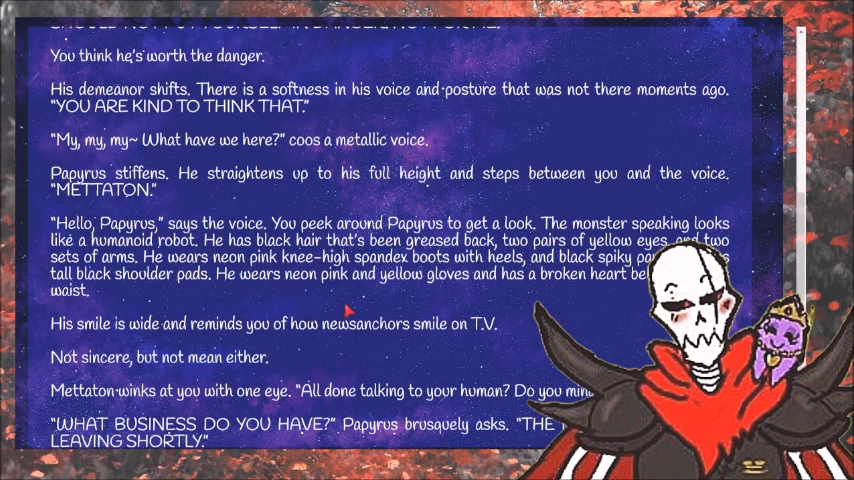 You think he's worth the danger.
His demeanor shifts. There is a softness in his voice and posture that was not there moments ago.
"YOU ARE KIND TO THINK THAT."
"My, my, my~ What have we here?" coos a metallic voice.
Papyrus stiffens. He straightens up to his full height and steps between you and the voice.
"METTATON."
"Hello, Papyrus," says the voice. You peek around Papyrus to get a look. The monster speaking looks
like a humanoid robot. He has black hair that's been greased back, two pairs of yellow eyes, and two
sets of arms. He wears neon pink knee-high spandex boots with heels, and black spiky
tall black shoulder pads. He wears neon pink and yellow gloves and has a broken heart
waist.
His smile is wide and reminds you of how newsanchors smile on T.V.
Not sincere, but not mean either.
Mettaton winks at you with one eye. "All done talking to your human? Do you
"WHAT BUSINESS DO YOU HAVE?" Papyrus brusquely asks.
LEAVING SHORTLY."